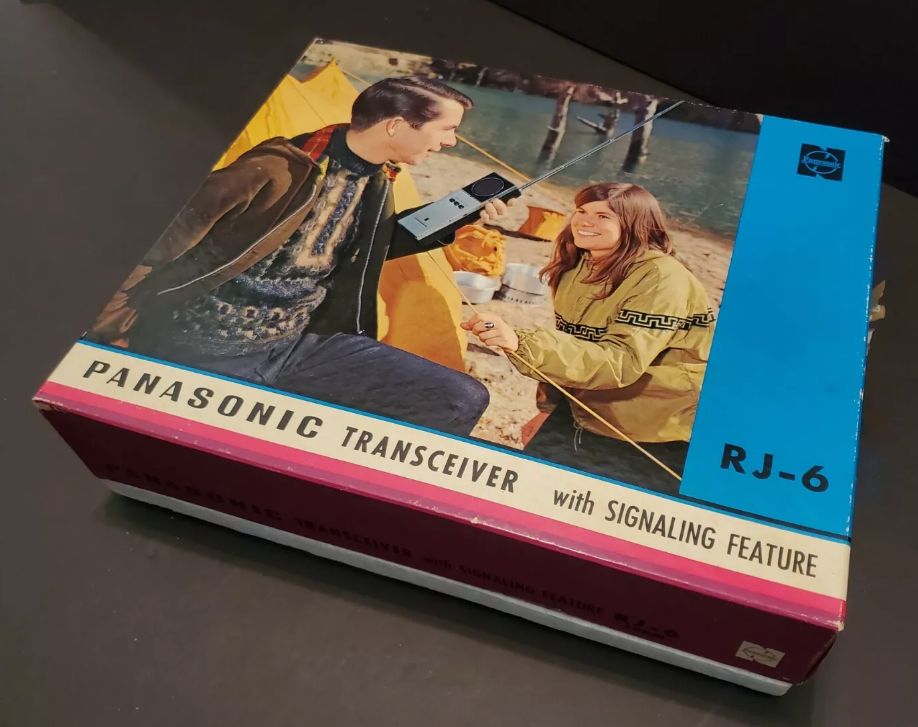 RJ-6
PANASONIC TRANSCEIVER with SIGNALING FEATURE
PANASONIC TRANSCEIVER with SIGNALING FEATURE RJ-6